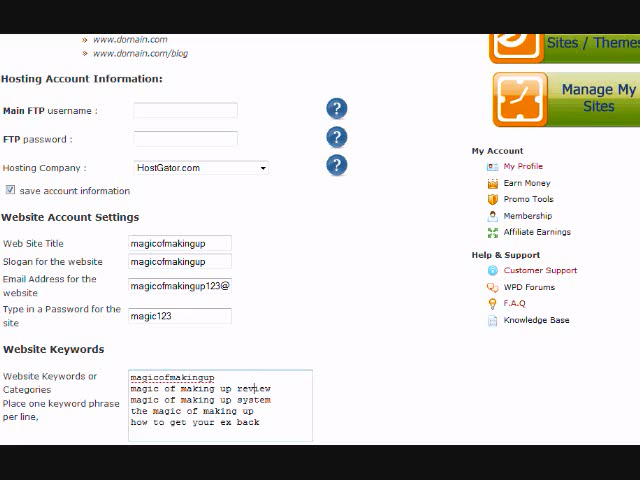 www.domain.com
www.domain.com/blog
Hosting Account Information:
Main FTP username :
FTP password :
Hosting Company :
HostGator.com
save account information
Website Account Settings
Web Site Title
magicofmakingup
Slogan for the website
magicofmakingup
Email Address for the
website
magicofmakingup123@
Type in a Password for the
site
magic123
Website Keywords
Website Keywords or
Categories
Place one keyword phrase
per line,
magicofmakingup
magic of making up review
magic of making up system
the magic of making up
how to get your ex back
Sites / Themes
Manage My
Sites
My Account
My Profile
Earn Money
Promo Tools
Membership
Affiliate Earnings
Help & Support
Customer Support
WPD Forums
F.A.Q
Knowledge Base